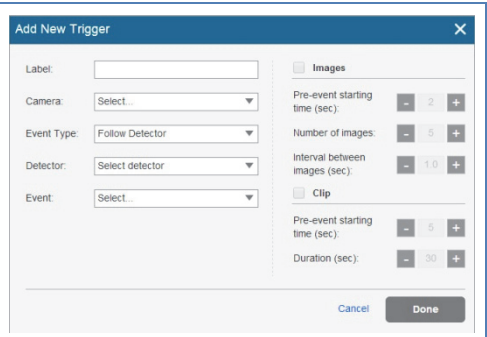 Add New Trigger
Label:
Camera: Select...
Event Type: Follow Detector
Detector: Select detector
Event: Select...
Images
Pre-event starting
time (sec): - 2 +
Number of images: - 5 +
Interval between
images (sec): - 1.0 +
Clip
Pre-event starting
time (sec): - 5 +
Duration (sec): - 30 +
Cancel Done